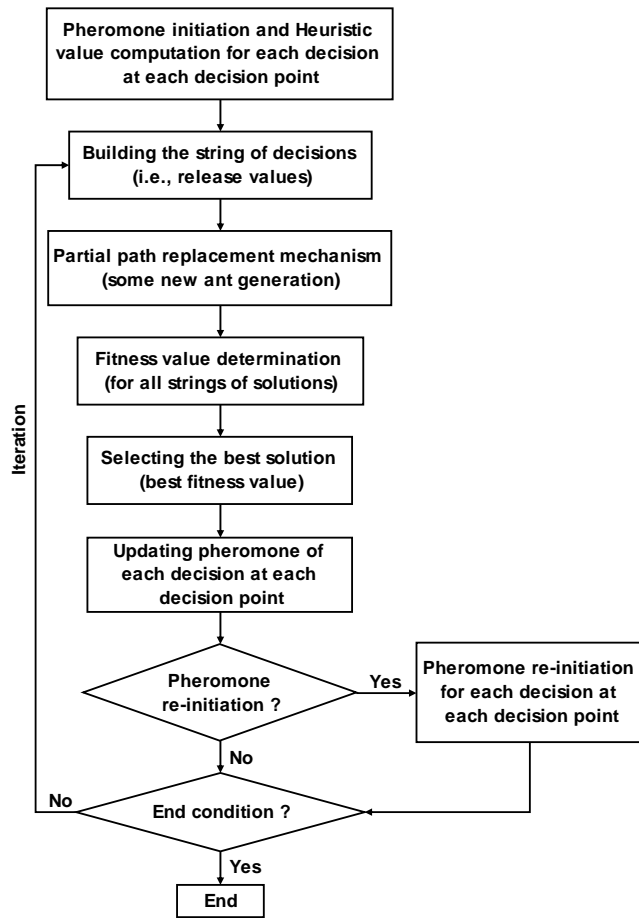 Pheromone initiation and Heuristic
value computation for each decision
at each decision point
Building the string of decisions
(i.e., release values)
Partial path replacement mechanism
(some new ant generation)
Fitness value determination
(for all strings of solutions)
Iteration
Selecting the best solution
(best fitness value)
Updating pheromone of
each decision at each
decision point
Pheromone
re-initiation ?
Yes
Pheromone re-initiation
for each decision at
each decision point
No
End condition ?
No
Yes
End